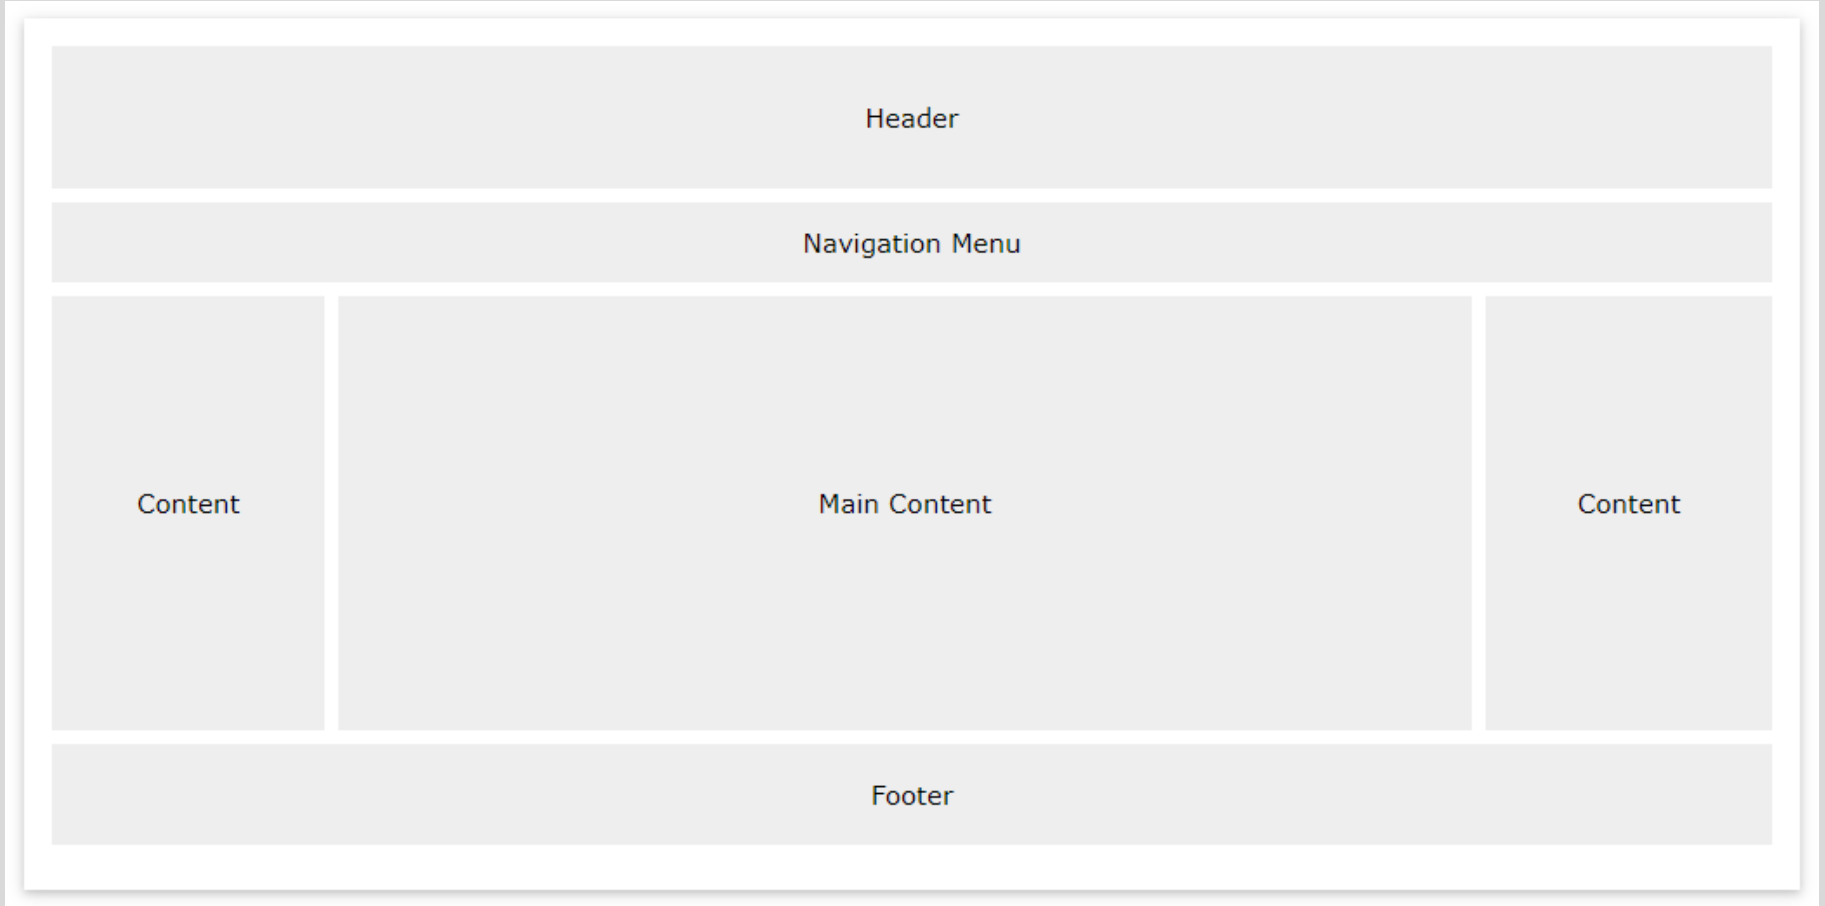 Header
Navigation Menu
Content
Main Content
Content
Footer